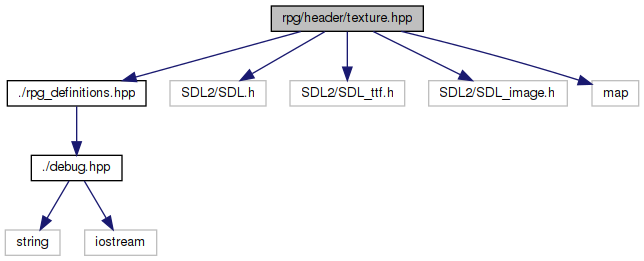 rpg/header/texture.hpp
./rpg_definitions.hpp
SDL2/SDL.h
SDL2/SDL_ttf.h
SDL2/SDL_image.h
map
./debug.hpp
string
iostream